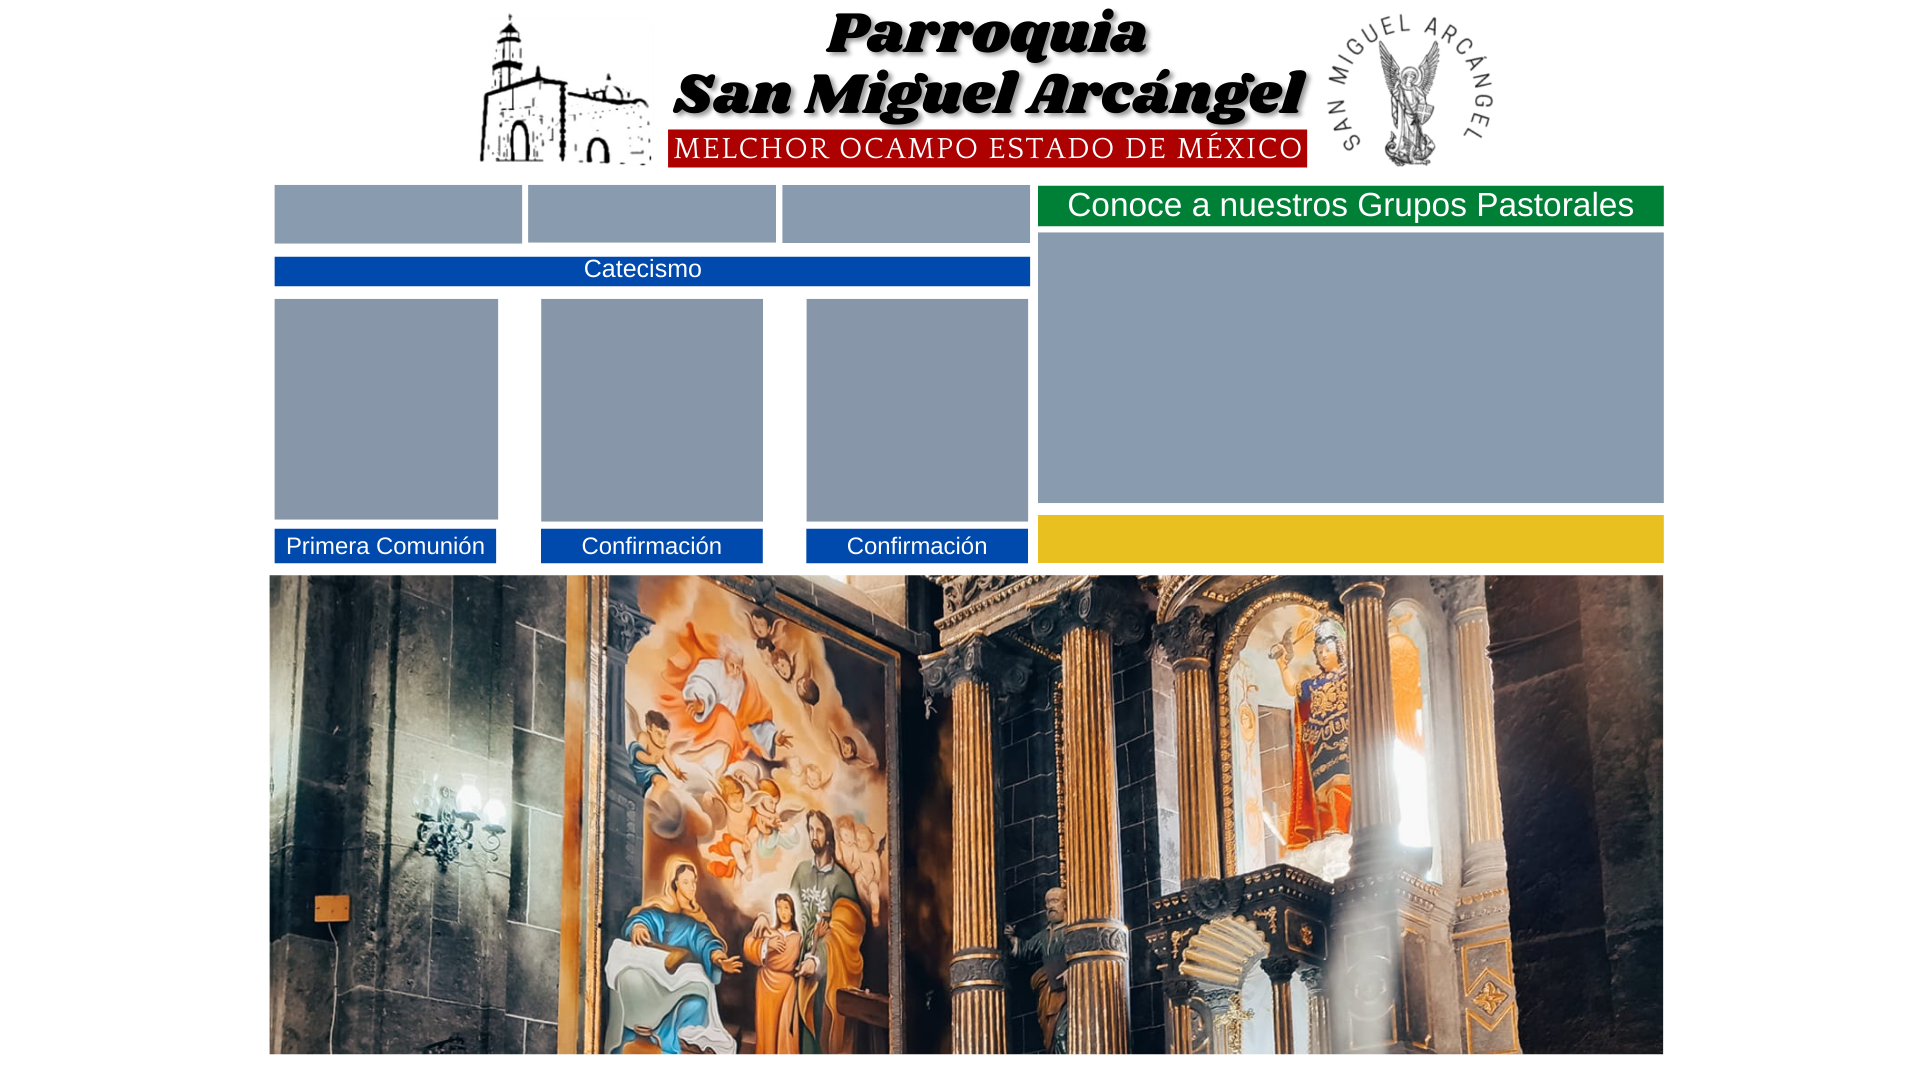 Parroquia
San Miguel Arcángel
MELCHOR OCAMPO ESTADO DE MÉXICO
SAN MIGUEL ARCÁNGEL
Conoce a nuestros Grupos Pastorales
Catecismo
Primera Comunión
Confirmación
Confirmación